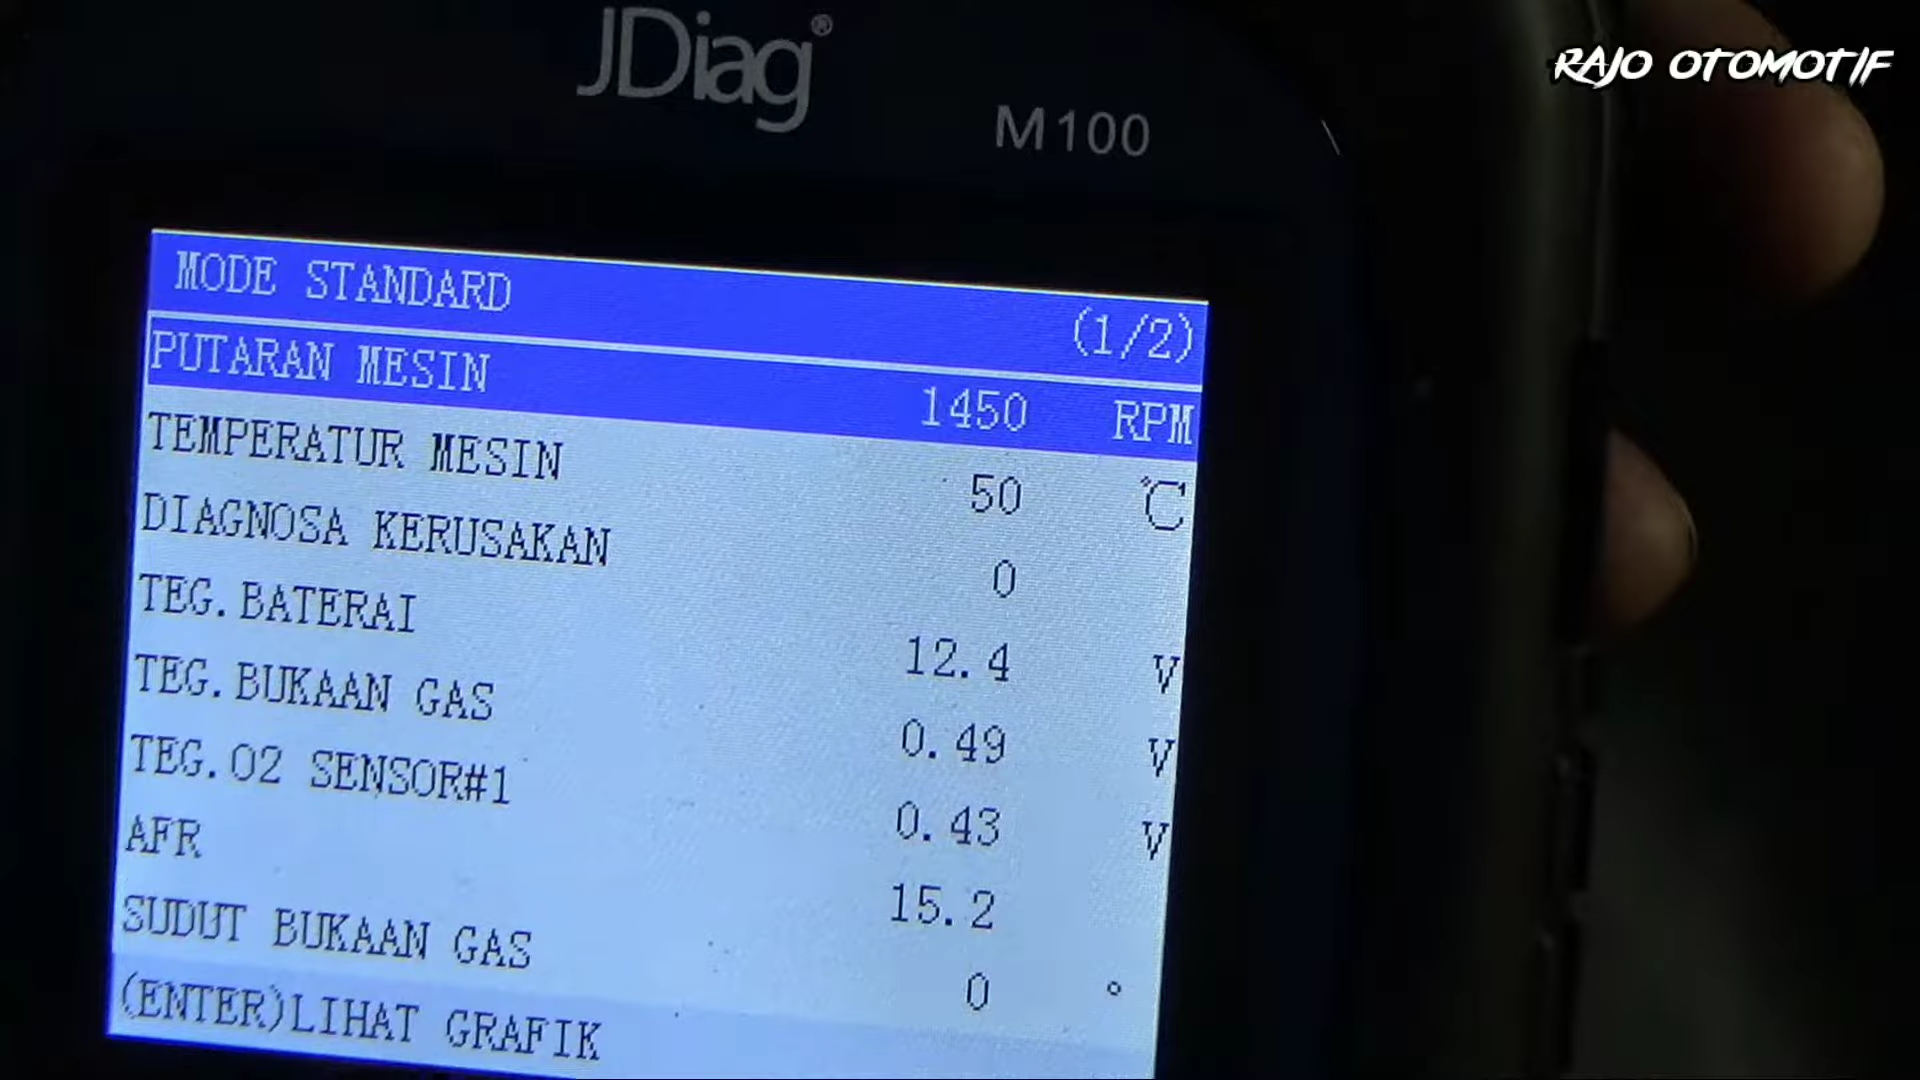 JDiag®
M100
RAJO OTOMOTIF
MODE STANDARD (1/2)
PUTARAN MESIN 1450 RPM
TEMPERATUR MESIN 50 °C
DIAGNOSA KERUSAKAN 0
TEG.BATERAI 12.4 V
TEG.BUKAAN GAS 0.49 V
TEG.O2 SENSOR#1 0.43 V
AFR 15.2
SUDUT BUKAAN GAS 0 °
(ENTER)LIHAT GRAFIK